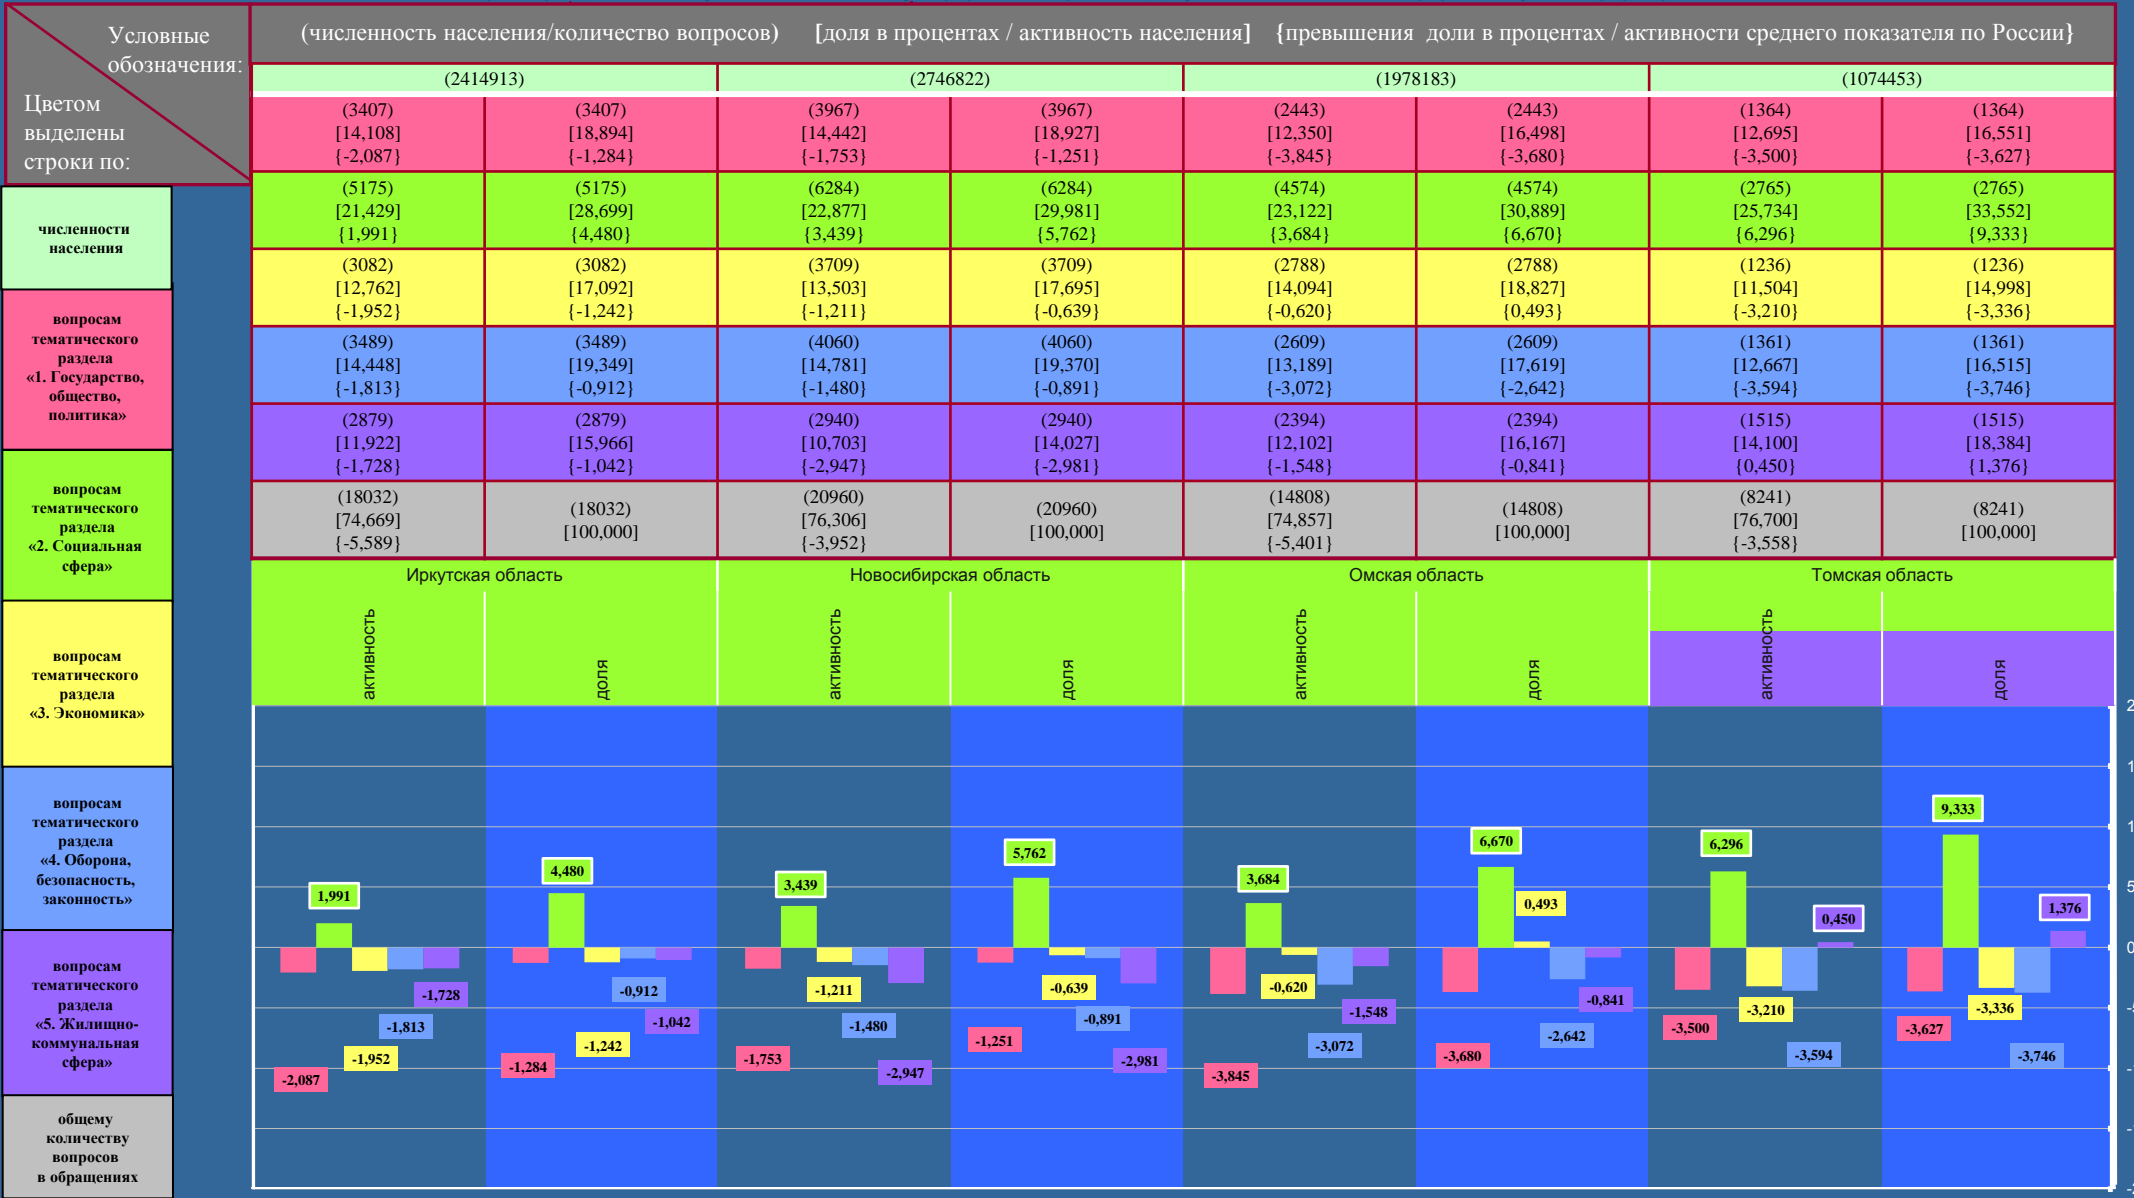 Условные
обозначения:
Цветом
выделены
строки по:
(численность населения/количество вопросов) [доля в процентах / активность населения] {превышения доли в процентах / активности среднего показателя по России}
(2414913) (2746822) (1978183) (1074453)
(3407) (3407) (3967) (3967) (2443) (2443) (1364) (1364)
[14,108] [18,894] [14,442] [18,927] [12,350] [16,498] [12,695] [16,551]
{-2,087} {-1,284} {-1,753} {-1,251} {-3,845} {-3,680} {-3,500} {-3,627}
(5175) (5175) (6284) (6284) (4574) (4574) (2765) (2765)
[21,429] [28,699] [22,877] [29,981] [23,122] [30,889] [25,734] [33,552]
{1,991} {4,480} {3,439} {5,762} {3,684} {6,670} {6,296} {9,333}
(3082) (3082) (3709) (3709) (2788) (2788) (1236) (1236)
[12,762] [17,092] [13,503] [17,695] [14,094] [18,827] [11,504] [14,998]
{-1,952} {-1,242} {-1,211} {-0,639} {-0,620} {0,493} {-3,210} {-3,336}
(3489) (3489) (4060) (4060) (2609) (2609) (1361) (1361)
[14,448] [19,349] [14,781] [19,370] [13,189] [17,619] [12,667] [16,515]
{-1,813} {-0,912} {-1,480} {-0,891} {-3,072} {-2,642} {-3,594} {-3,746}
(2879) (2879) (2940) (2940) (2394) (2394) (1515) (1515)
[11,922] [15,966] [10,703] [14,027] [12,102] [16,167] [14,100] [18,384]
{-1,728} {-1,042} {-2,947} {-2,981} {-1,548} {-0,841} {0,450} {1,376}
(18032) (18032) (20960) (20960) (14808) (14808) (8241) (8241)
[74,669] [100,000] [76,306] [100,000] [74,857] [100,000] [76,700] [100,000]
{-5,589} {-3,952} {-5,401} {-3,558}
численности
населения
вопросам
тематического
раздела
«1. Государство,
общество,
политика»
вопросам
тематического
раздела
«2. Социальная
сфера»
вопросам
тематического
раздела
«3. Экономика»
вопросам
тематического
раздела
«4. Оборона,
безопасность,
законность»
вопросам
тематического
раздела
«5. Жилищно-
коммунальная
сфера»
общему
количеству
вопросов
в обращениях
Иркутская область Новосибирская область Омская область Томская область
активность доля активность доля активность доля активность доля
1,991 4,480 3,439 5,762 3,684 6,670 0,493 6,296 0,450 9,333 1,376
-2,087 -1,952 -1,813 -1,728
-1,284 -1,242 -0,912 -1,042
-1,753 -1,211 -1,480 -2,947
-1,251 -0,639 -0,891 -2,981
-3,845 -0,620 -3,072 -1,548
-3,680 -2,642 -0,841
-3,500 -3,210 -3,594
-3,627 -3,336 -3,746
5
0